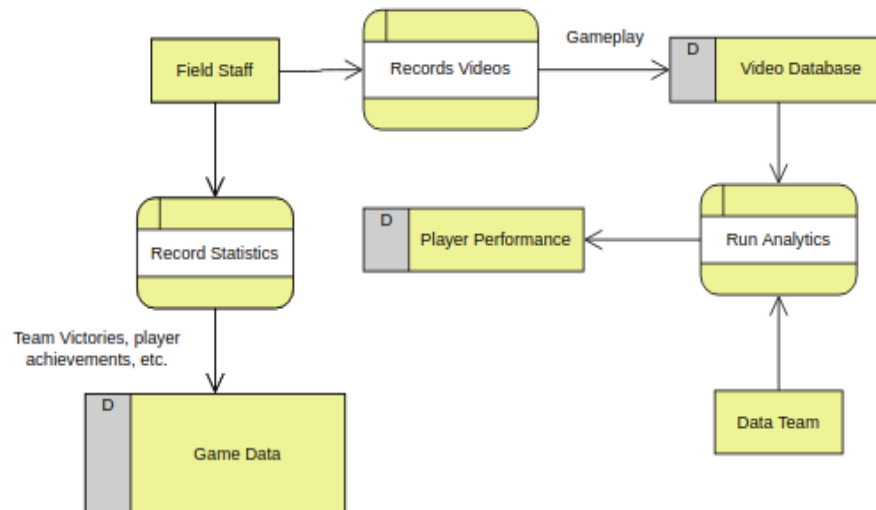 Gameplay
Field Staff
Records Videos
D
Video Database
Record Statistics
D
Player Performance
Run Analytics
Team Victories, player
achievements, etc.
D
Game Data
Data Team